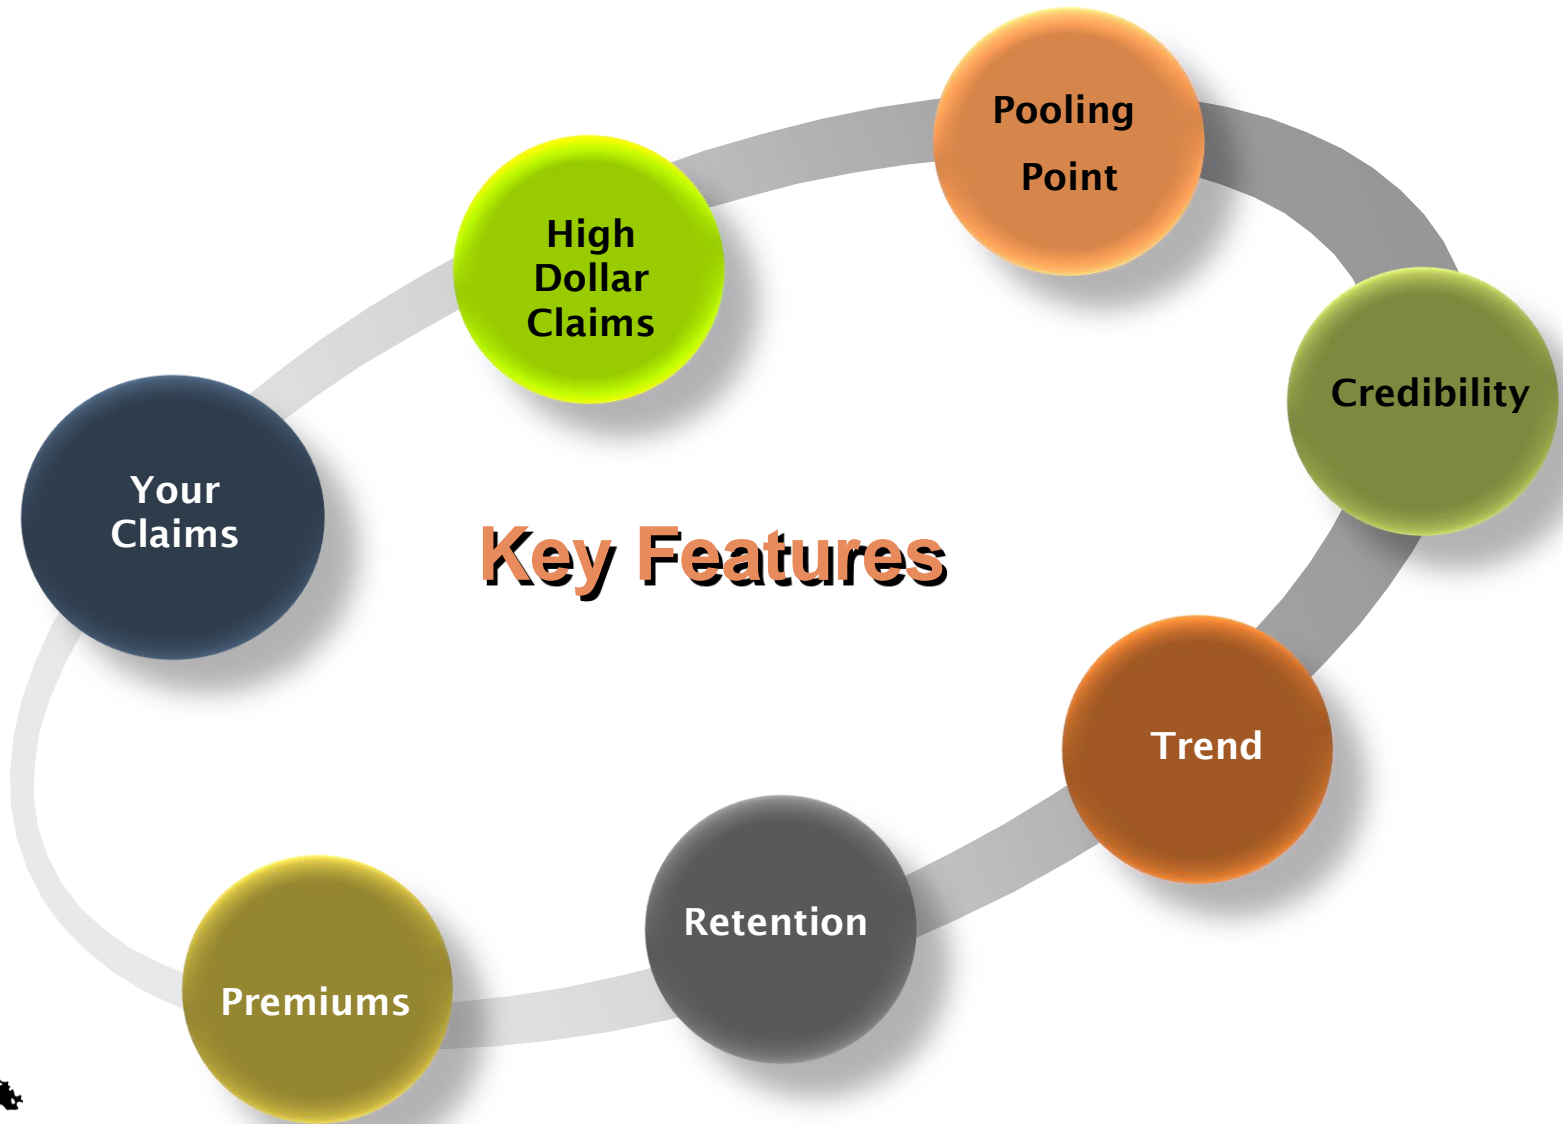 Pooling
Point
High
Dollar
Claims
Credibility
Your
Claims
Key Features
Trend
Retention
Premiums